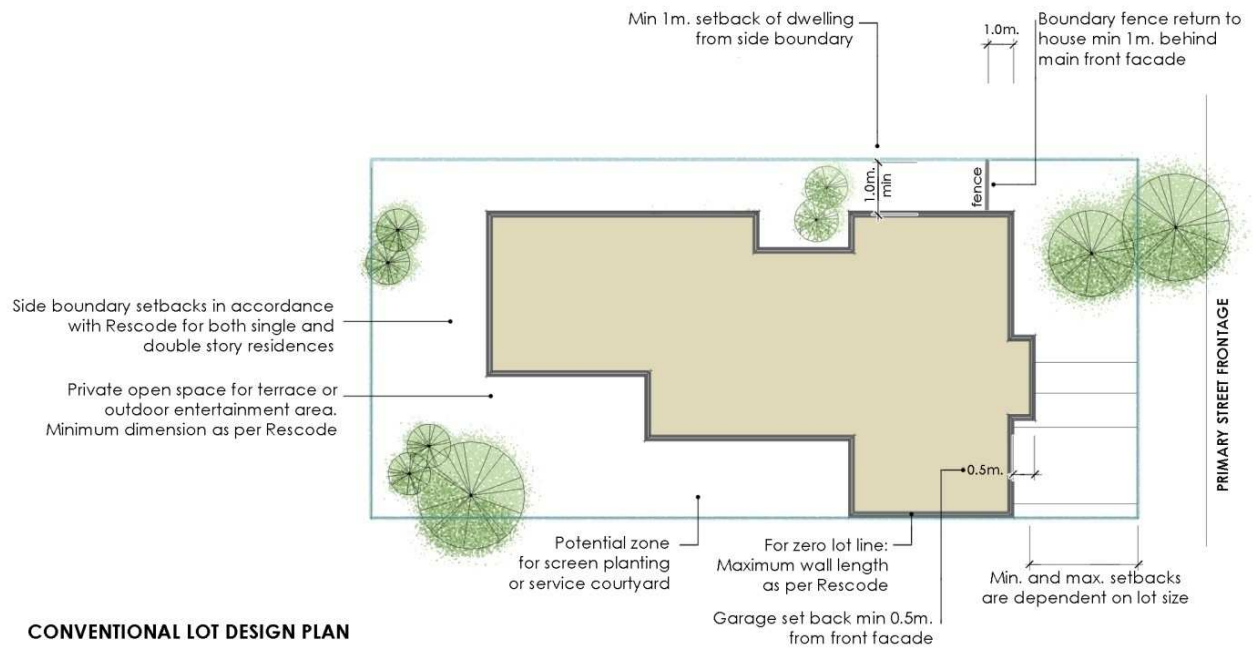 Min 1m. setback of dwelling
from side boundary
1.0m.
Boundary fence return to
house min 1m. behind
main front facade
1.0m.
min
fence
Side boundary setbacks in accordance
with Rescode for both single and
double story residences
Private open space for terrace or
outdoor entertainment area.
Minimum dimension as per Rescode
PRIMARY STREET FRONTAGE
0.5m.
Potential zone
for screen planting
or service courtyard
For zero lot line:
Maximum wall length
as per Rescode
Garage set back min 0.5m.
from front facade
Min. and max. setbacks
are dependent on lot size
CONVENTIONAL LOT DESIGN PLAN